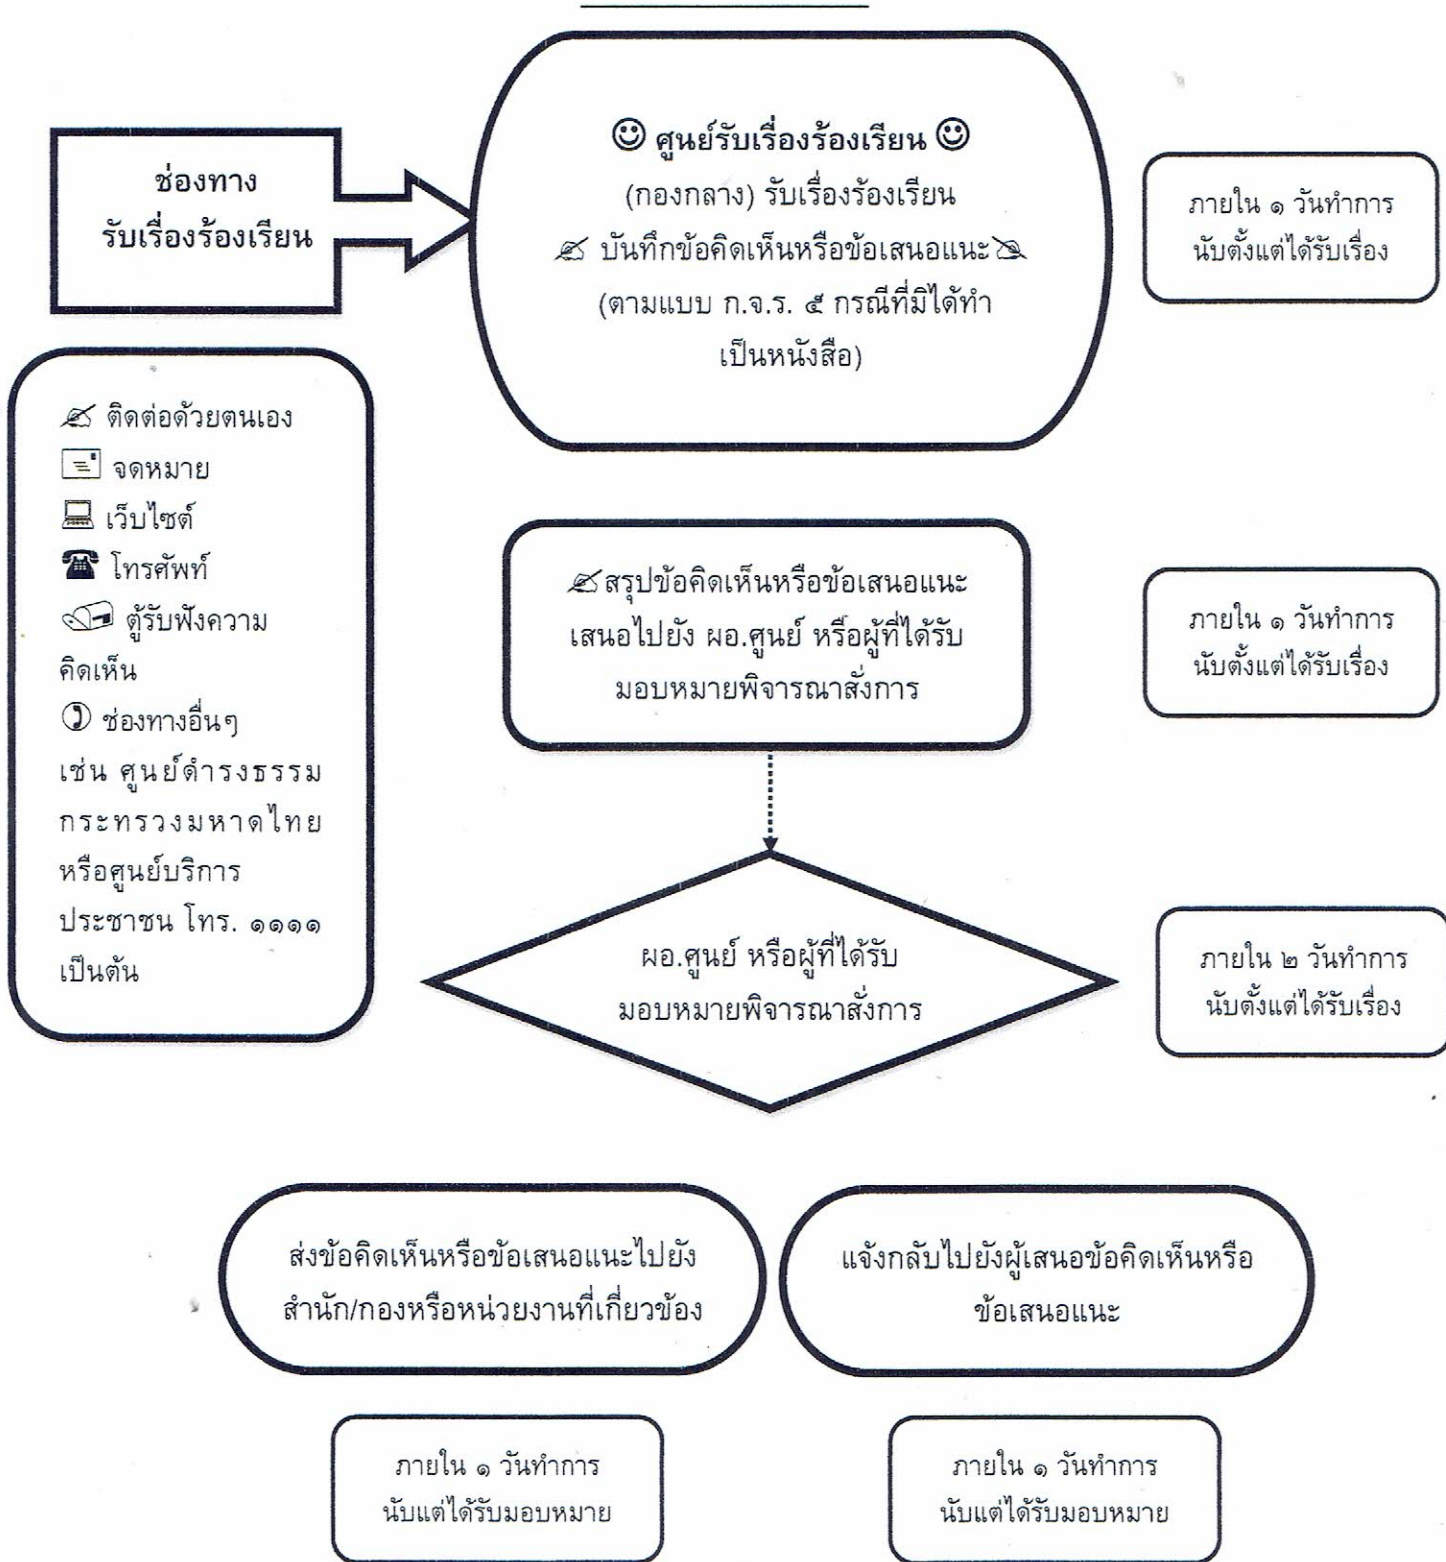 ช่องทาง
รับเรื่องร้องเรียน
ศูนย์รับเรื่องร้องเรียน
(กองกลาง) รับเรื่องร้องเรียน
บันทึกข้อคิดเห็นหรือข้อเสนอแนะ
(ตามแบบ ก.จ.ร. ๕ กรณีที่มิได้ทำ
เป็นหนังสือ)
ภายใน ๑ วันทำการ
นับตั้งแต่ได้รับเรื่อง
ติดต่อด้วยตนเอง
จดหมาย
เว็บไซต์
โทรศัพท์
ตู้รับฟังความ
คิดเห็น
ช่องทางอื่นๆ
เช่น ศูนย์ดำรงธรรม
กระทรวงมหาดไทย
หรือศูนย์บริการ
ประชาชน โทร. ๑๑๑๑
เป็นต้น
สรุปข้อคิดเห็นหรือข้อเสนอแนะ
เสนอไปยัง ผอ.ศูนย์ หรือผู้ที่ได้รับ
มอบหมายพิจารณาสั่งการ
ภายใน ๑ วันทำการ
นับตั้งแต่ได้รับเรื่อง
ผอ.ศูนย์ หรือผู้ที่ได้รับ
มอบหมายพิจารณาสั่งการ
ภายใน ๒ วันทำการ
นับตั้งแต่ได้รับเรื่อง
ส่งข้อคิดเห็นหรือข้อเสนอแนะไปยัง
สำนัก/กองหรือหน่วยงานที่เกี่ยวข้อง
แจ้งกลับไปยังผู้เสนอข้อคิดเห็นหรือ
ข้อเสนอแนะ
ภายใน ๑ วันทำการ
นับแต่ได้รับมอบหมาย
ภายใน ๑ วันทำการ
นับแต่ได้รับมอบหมาย